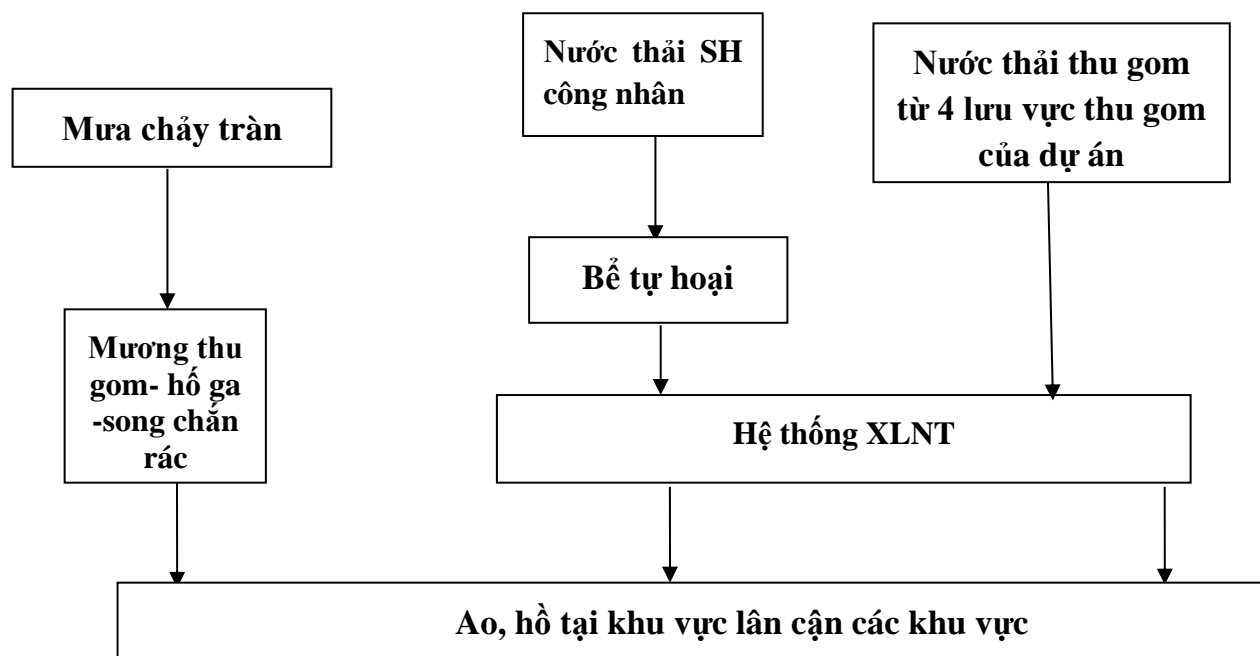 Nước thải SH
công nhân
Nước thải thu gom
từ 4 lưu vực thu gom
của dự án
Mưa chảy tràn
Bể tự hoại
Mương thu
gom- hố ga
-song chắn
rác
Hệ thống XLNT
Ao, hồ tại khu vực lân cận các khu vực